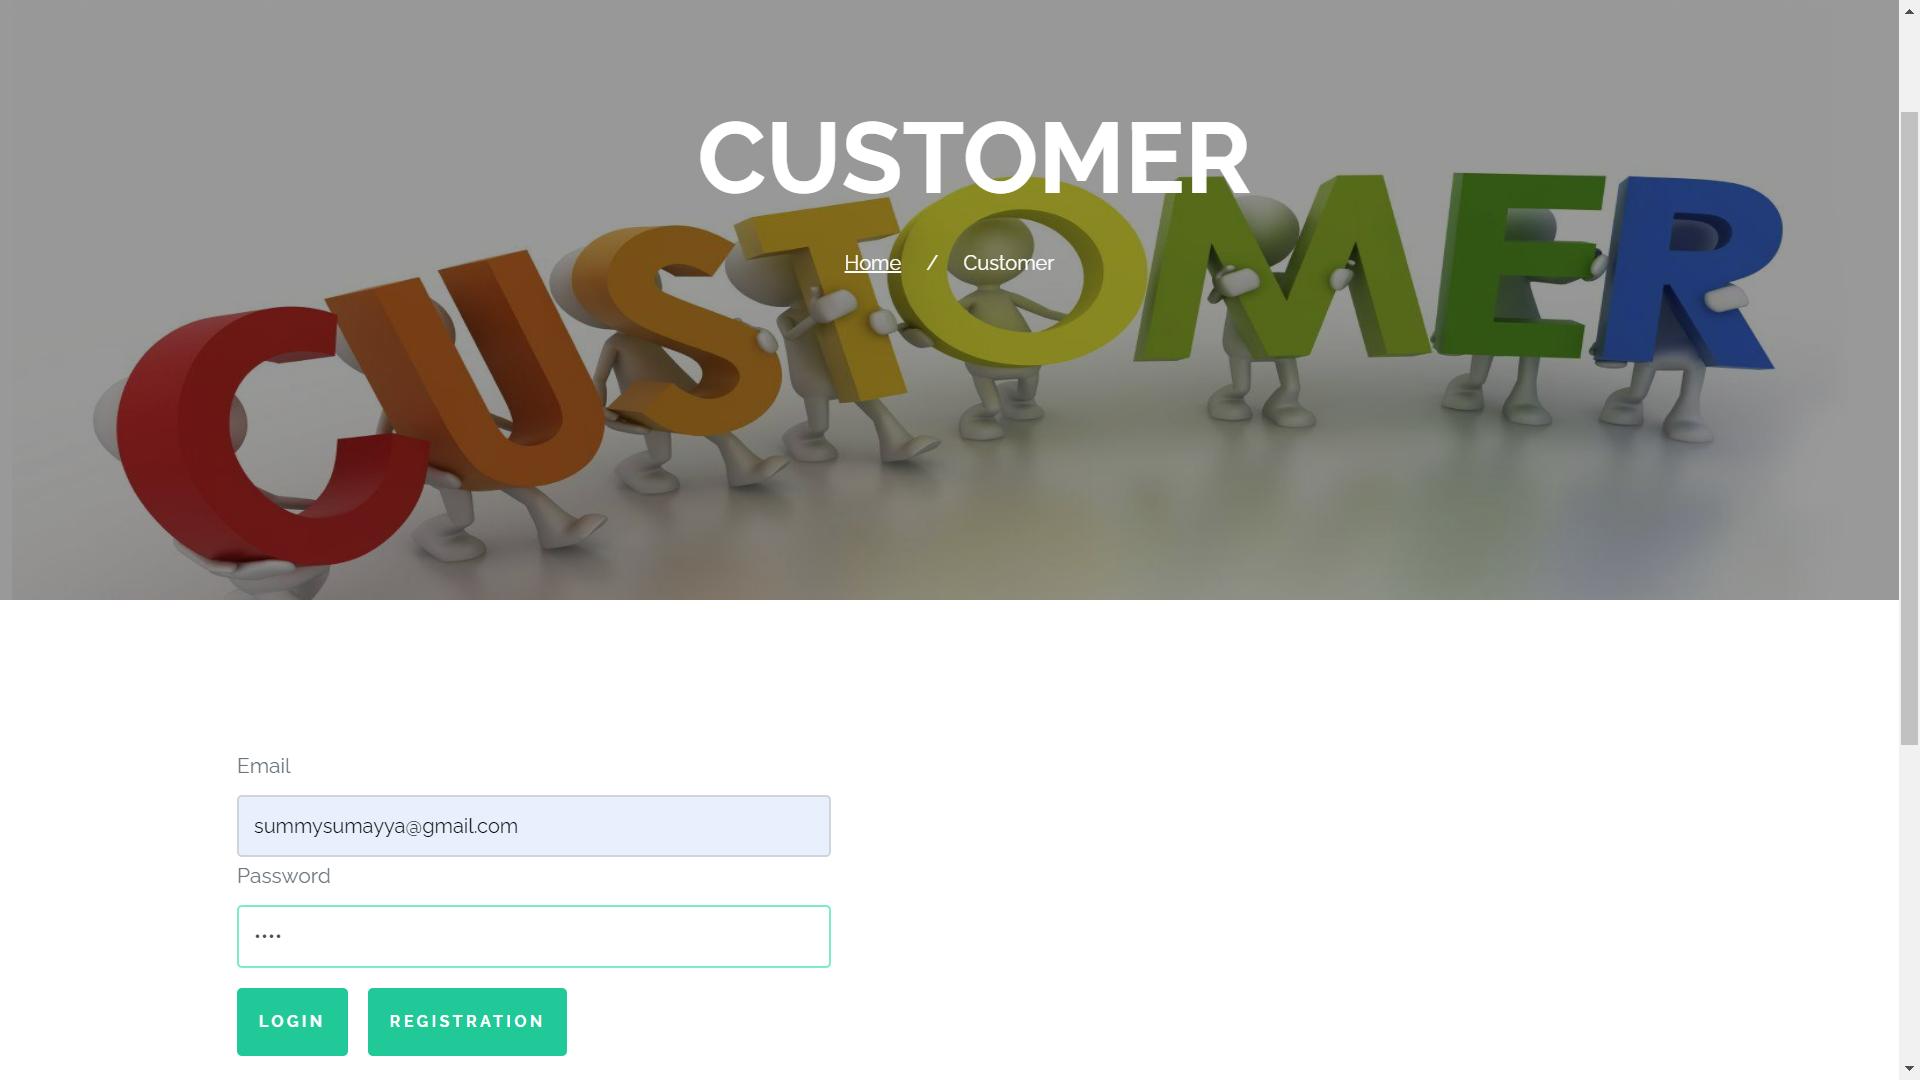 CUSTOMER
CUSTOMER
Home / Customer
Email
summysumayya@gmail.com
Password
••••
LOGIN REGISTRATION